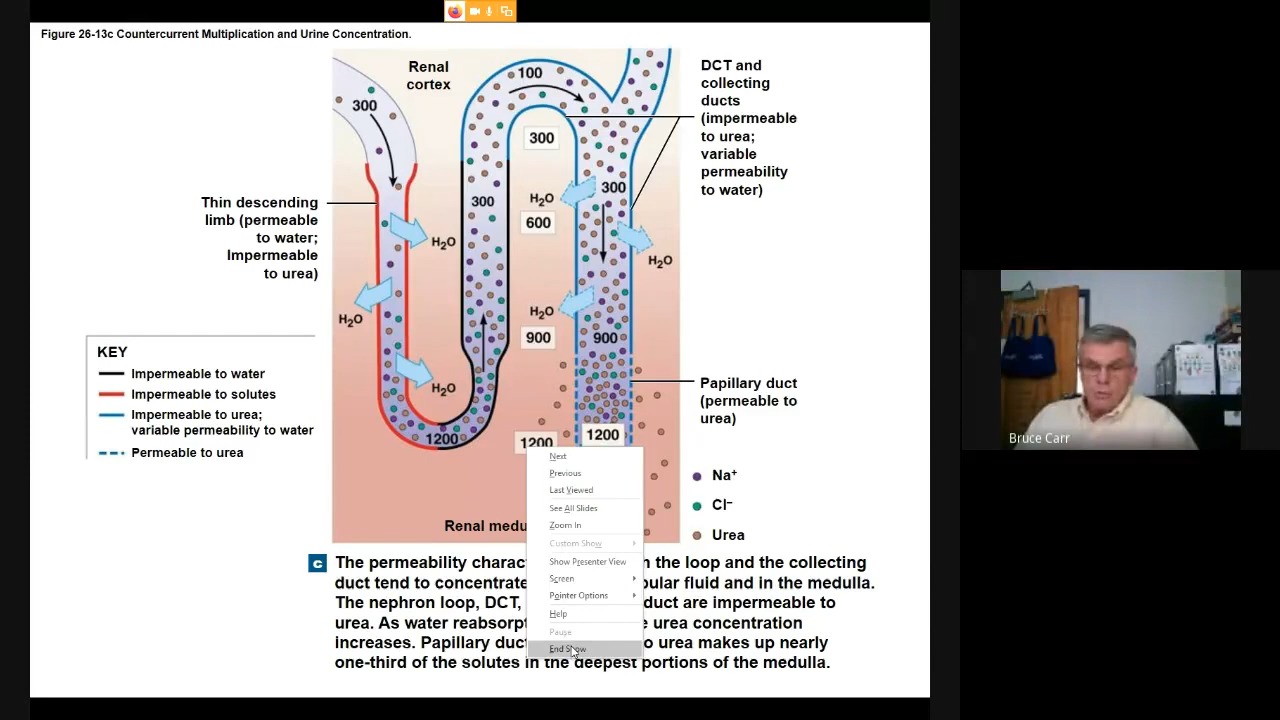 Figure 26-13c Countercurrent Multiplication and Urine Concentration.
Renal
cortex
100
300
300
DCT and
collecting
ducts
(impermeable
to urea;
variable
permeability
to water)
Thin descending
limb (permeable
to water;
Impermeable
to urea)
300
H₂O
300
600
H₂O
H₂O
H₂O
H₂O
900
900
H₂O
1200
1200
1200
Papillary duct
(permeable to
urea)
KEY
Impermeable to water
Impermeable to solutes
Impermeable to urea;
variable permeability to water
Permeable to urea
Na⁺
Cl⁻
Urea
Renal medu
Bruce Carr
Next
Previous
Last Viewed
See All Slides
Zoom In
Custom Show
Show Presenter View
Screen
Pointer Options
Help
Pause
End Show
C
The permeability charac h the loop and the collecting
duct tend to concentrate bular fluid and in the medulla.
The nephron loop, DCT, duct are impermeable to
urea. As water reabsorpt e urea concentration
increases. Papillary duc to urea makes up nearly
one-third of the solutes in the deepest portions of the medulla.